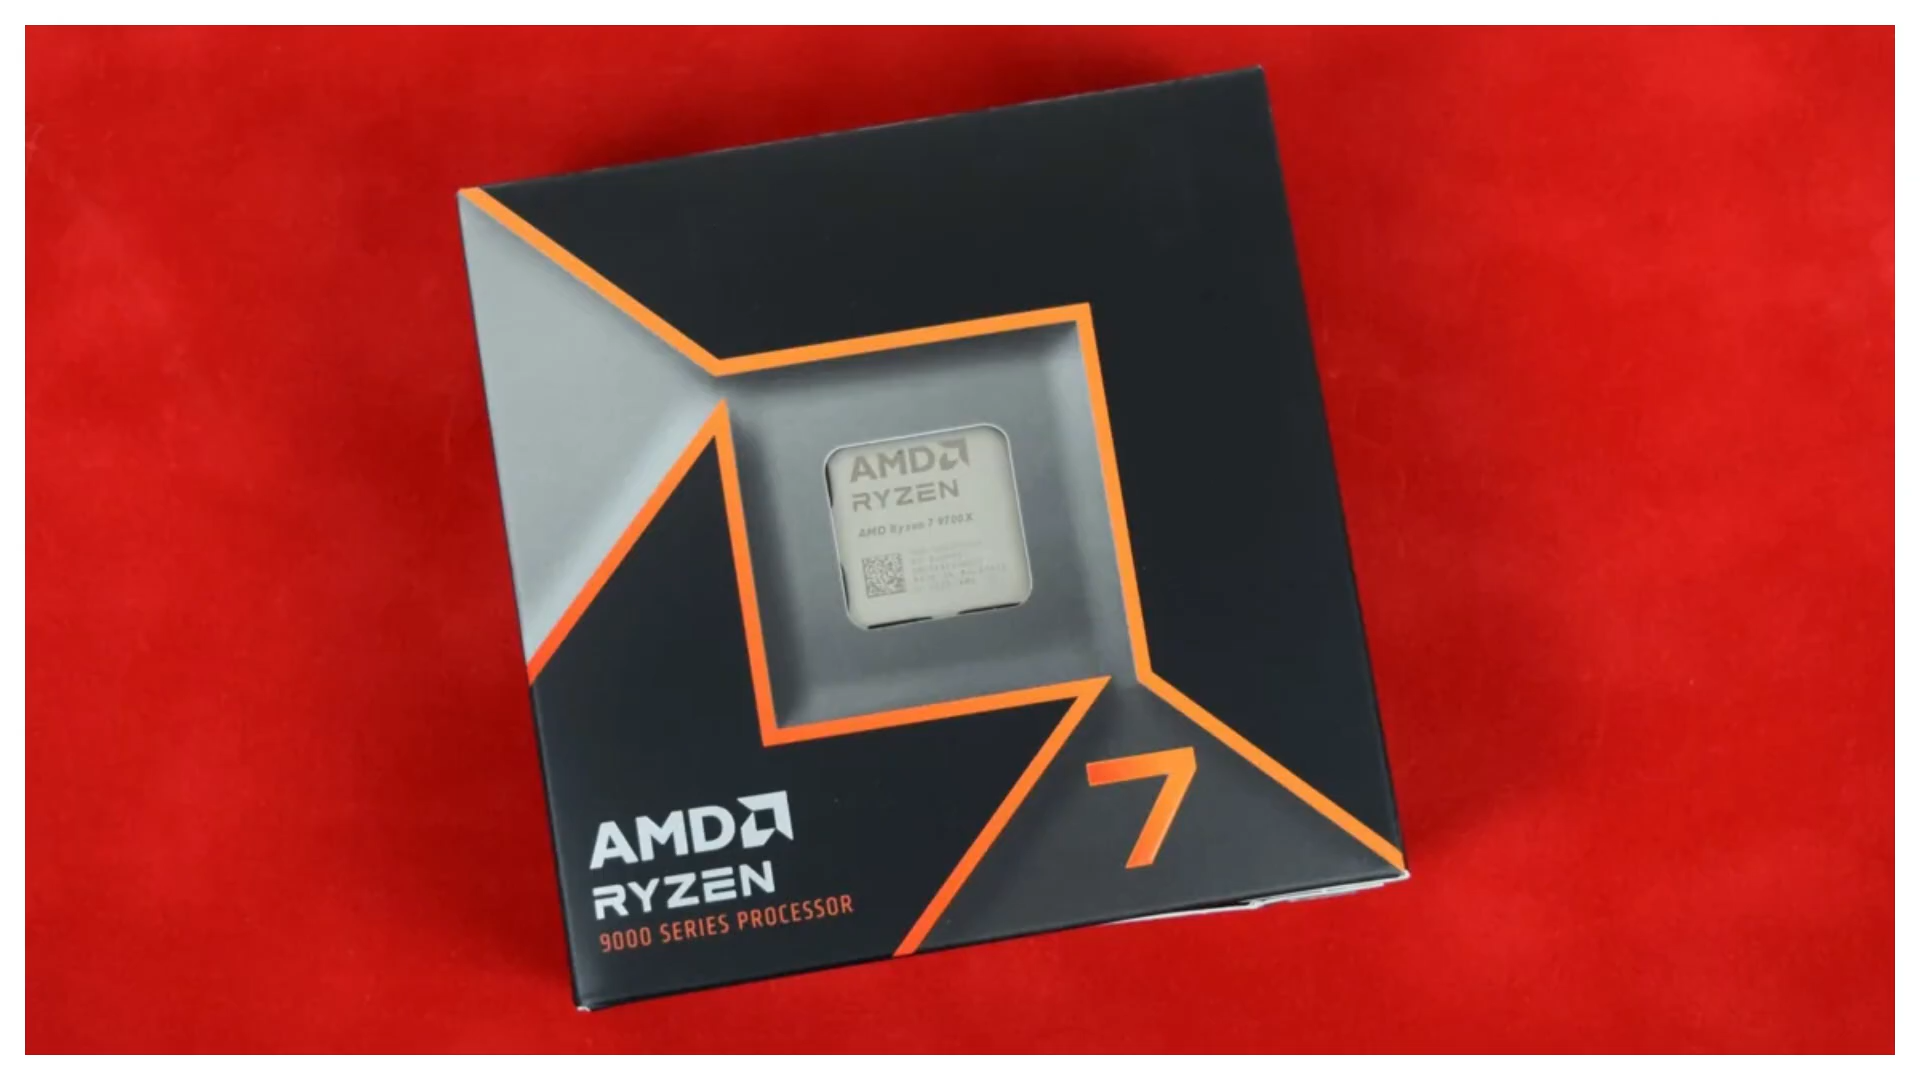 AMD
RYZEN
AMD Ryzen 7 9700X
7
AMD
RYZEN
9000 SERIES PROCESSOR